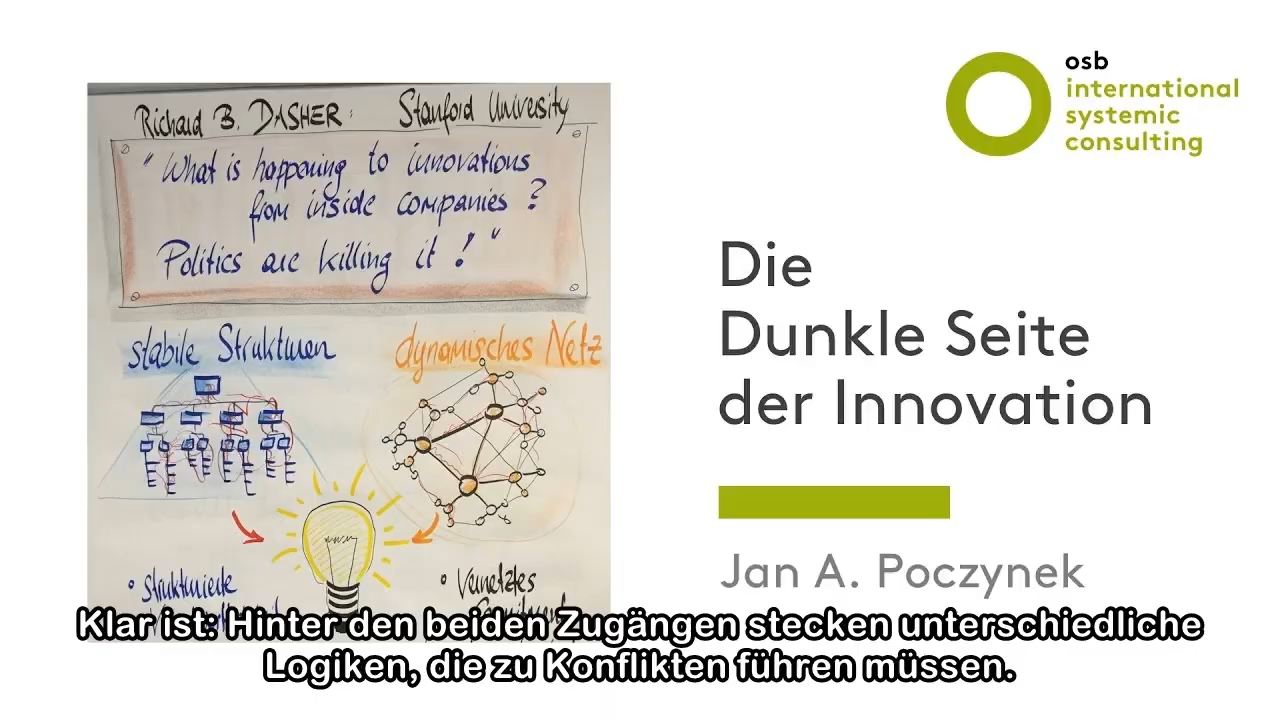 Richard B. DASHER: Stanford University
"What is happening to innovations
from inside companies?
Politics are killing it!"
stabile Strukturen
dynamisches Netz
• strukturierte
• Vernetztes
osb
international
systemic
consulting
Die
Dunkle Seite
der Innovation
Jan A. Poczynek
Klar ist: Hinter den beiden Zugängen stecken unterschiedliche
Logiken, die zu Konflikten führen müssen.